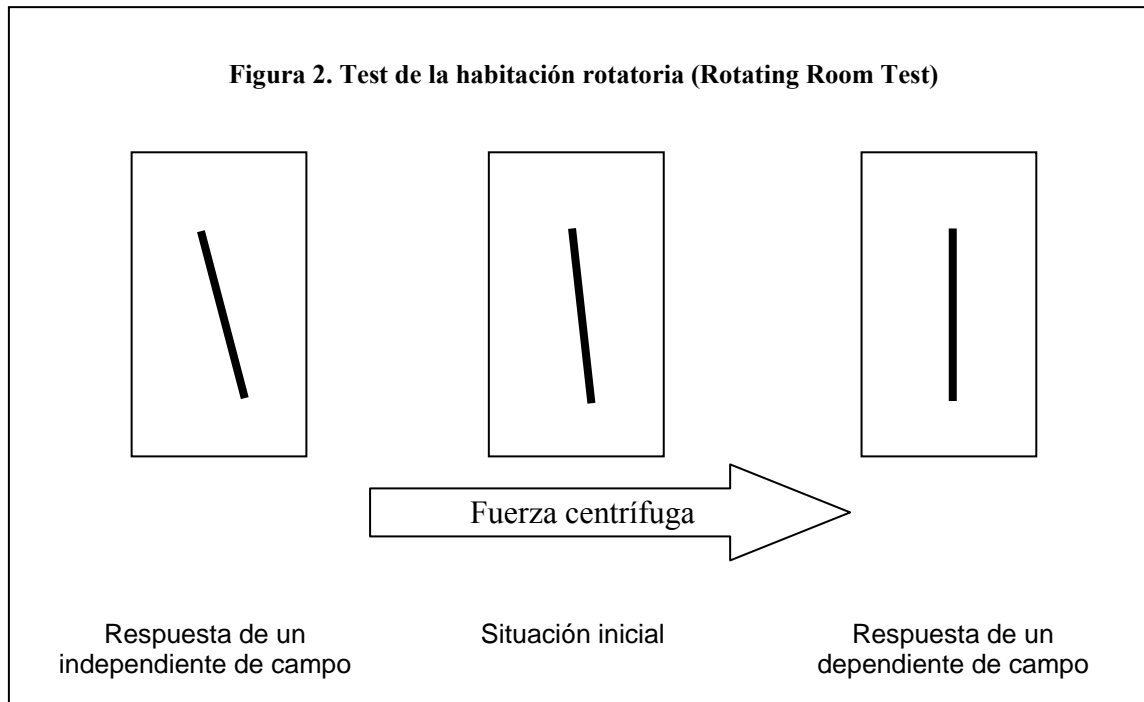 Figura 2. Test de la habitación rotatoria (Rotating Room Test)
Fuerza centrífuga
Respuesta de un
independiente de campo
Situación inicial
Respuesta de un
dependiente de campo